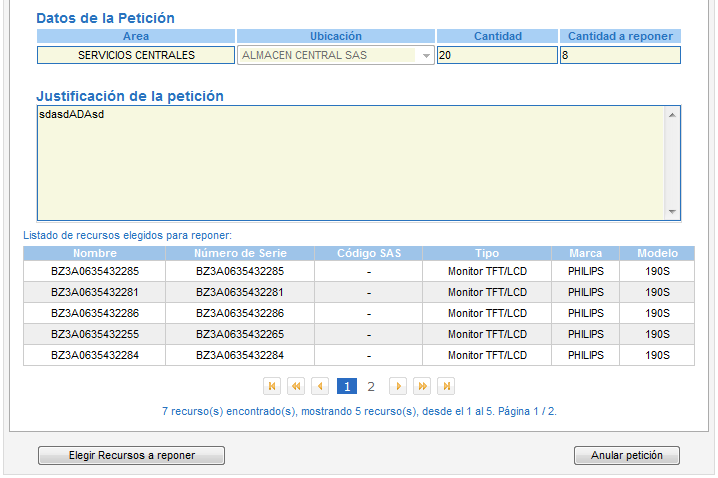 Datos de la Petición
Area Ubicación Cantidad Cantidad a reponer
SERVICIOS CENTRALES ALMACEN CENTRAL SAS 20 8
Justificación de la petición
sdasdADAsd
Listado de recursos elegidos para reponer:
Nombre Número de Serie Código SAS Tipo Marca Modelo
BZ3A0635432285 BZ3A0635432285 - Monitor TFT/LCD PHILIPS 190S
BZ3A0635432281 BZ3A0635432281 - Monitor TFT/LCD PHILIPS 190S
BZ3A0635432286 BZ3A0635432286 - Monitor TFT/LCD PHILIPS 190S
BZ3A0635432255 BZ3A0635432265 - Monitor TFT/LCD PHILIPS 190S
BZ3A0635432284 BZ3A0635432284 - Monitor TFT/LCD PHILIPS 190S
1 2
7 recurso(s) encontrado(s), mostrando 5 recurso(s), desde el 1 al 5. Página 1 / 2.
Elegir Recursos a reponer Anular petición